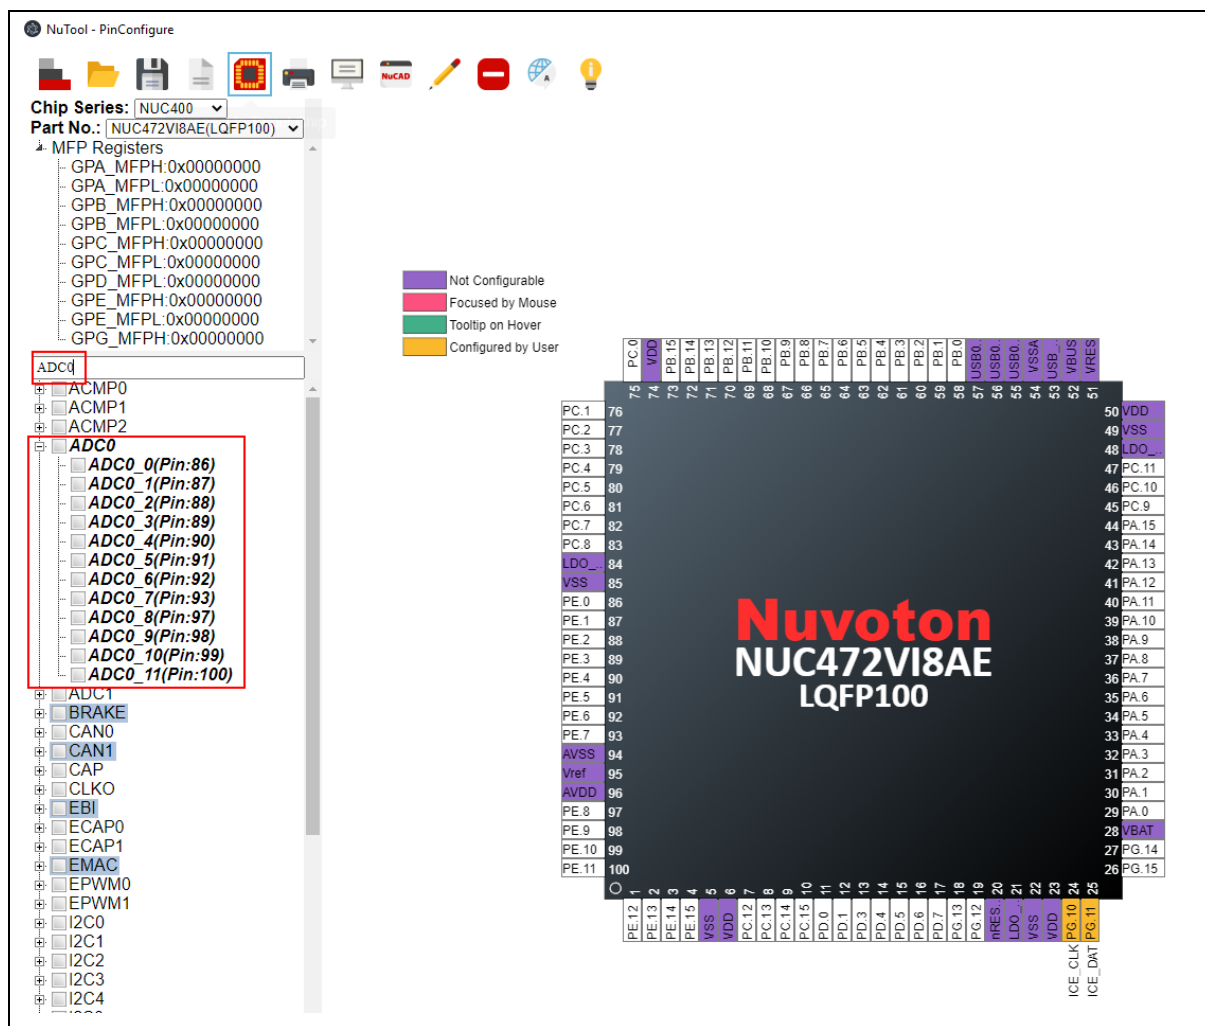 NuTool - PinConfigure
NuCAD
A
Chip Series: NUC400
Part No.: NUC472VI8AE(LQFP100)
MFP Registers
GPA_MFPH:0x00000000
GPA_MFPL:0x00000000
GPB_MFPH:0x00000000
GPB_MFPL:0x00000000
GPC_MFPH:0x00000000
GPC_MFPL:0x00000000
GPD_MFPL:0x00000000
GPE_MFPH:0x00000000
GPE_MFPL:0x00000000
GPG_MFPH:0x00000000
ADC0
ACMP0
ACMP1
ACMP2
ADC0
ADC0_0(Pin:86)
ADC0_1(Pin:87)
ADC0_2(Pin:88)
ADC0_3(Pin:89)
ADC0_4(Pin:90)
ADC0_5(Pin:91)
ADC0_6(Pin:92)
ADC0_7(Pin:93)
ADC0_8(Pin:97)
ADC0_9(Pin:98)
ADC0_10(Pin:99)
ADC0_11(Pin:100)
ADC1
BRAKE
CAN0
CAN1
CAP
CLKO
EBI
ECAP0
ECAP1
EMAC
EPWM0
EPWM1
I2C0
I2C1
I2C2
I2C3
I2C4
Not Configurable
Focused by Mouse
Tooltip on Hover
Configured by User
PC.0 VDD PB.15 PB.14 PB.13 PB.12 PB.11 PB.10 PB.9 PB.8 PB.7 PB.6 PB.5 PB.4 PB.3 PB.2 PB.1 PB.0 USB0.. USB0.. USB0.. VSSA USB_.. VBUS VRES
75 74 73 72 71 70 69 68 67 66 65 64 63 62 61 60 59 58 57 56 55 54 53 52 51
PC.1 76
PC.2 77
PC.3 78
PC.4 79
PC.5 80
PC.6 81
PC.7 82
PC.8 83
LDO_.. 84
VSS 85
PE.0 86
PE.1 87
PE.2 88
PE.3 89
PE.4 90
PE.5 91
PE.6 92
PE.7 93
AVSS 94
Vref 95
AVDD 96
PE.8 97
PE.9 98
PE.10 99
PE.11 100
Nuvoton
NUC472VI8AE
LQFP100
50 VDD
49 VSS
48 LDO_..
47 PC.11
46 PC.10
45 PC.9
44 PA.15
43 PA.14
42 PA.13
41 PA.12
40 PA.11
39 PA.10
38 PA.9
37 PA.8
36 PA.7
35 PA.6
34 PA.5
33 PA.4
32 PA.3
31 PA.2
30 PA.1
29 PA.0
28 VBAT
27 PG.14
26 PG.15
1 2 3 4 5 6 7 8 9 10 11 12 13 14 15 16 17 18 19 20 21 22 23 24 25
PE.12 PE.13 PE.14 PE.15 VSS VDD PC.12 PC.13 PC.14 PC.15 PD.0 PD.1 PD.3 PD.4 PD.5 PD.6 PD.7 PG.13 PG.12 nRES.. LDO_.. VSS VDD PG.10 PG.11
ICE_CLK ICE_DAT